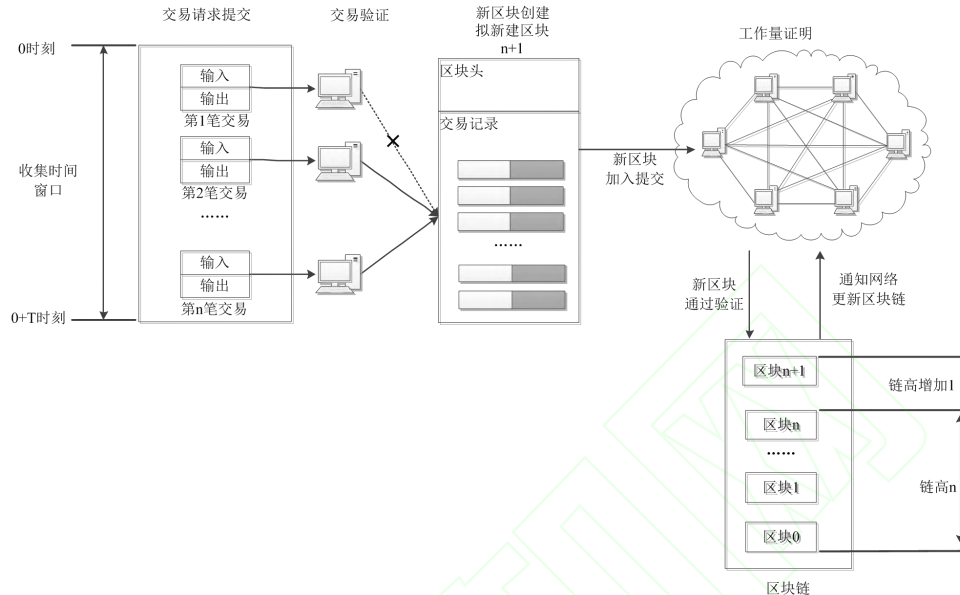 交易请求提交
交易验证
新区块创建
拟新建区块
n+1
工作量证明
0时刻
收集时间
窗口
0+T时刻
输入
输出
第1笔交易
输入
输出
第2笔交易
……
输入
输出
第n笔交易
区块头
交易记录
……
新区块
加入提交
新区块
通过验证
通知网络
更新区块链
区块n+1
区块n
……
区块1
区块0
链高增加1
链高n
区块链